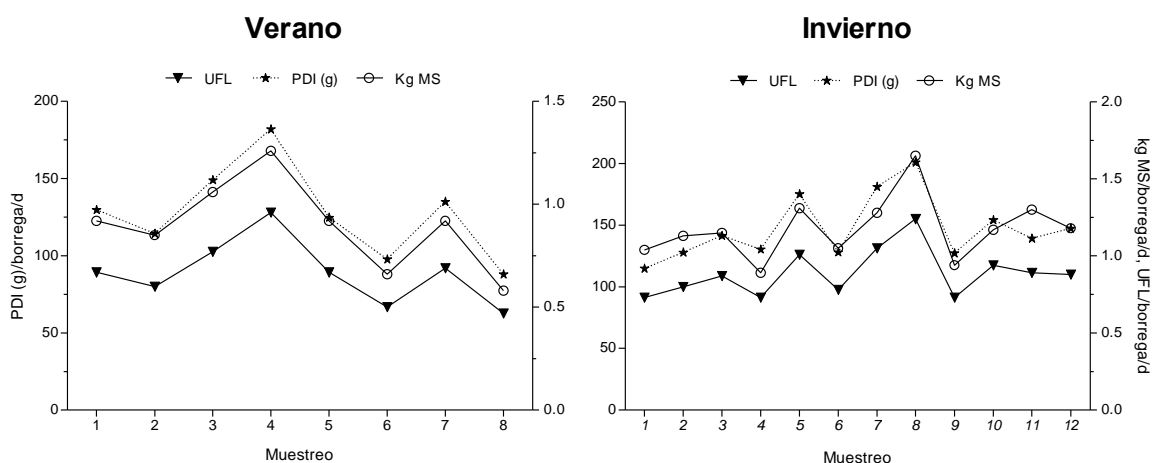 Verano
UFL PDI (g) Kg MS
200
150
100
50
0
1.5
1.0
0.5
0.0
PDI (g)/borrega/d
1 2 3 4 5 6 7 8
Muestreo
Invierno
UFL PDI (g) Kg MS
250
200
150
100
50
0
2.0
1.5
1.0
0.5
0.0
kg MS/borrega/d, UFL/borrega/d
1 2 3 4 5 6 7 8 9 10 11 12
Muestreo